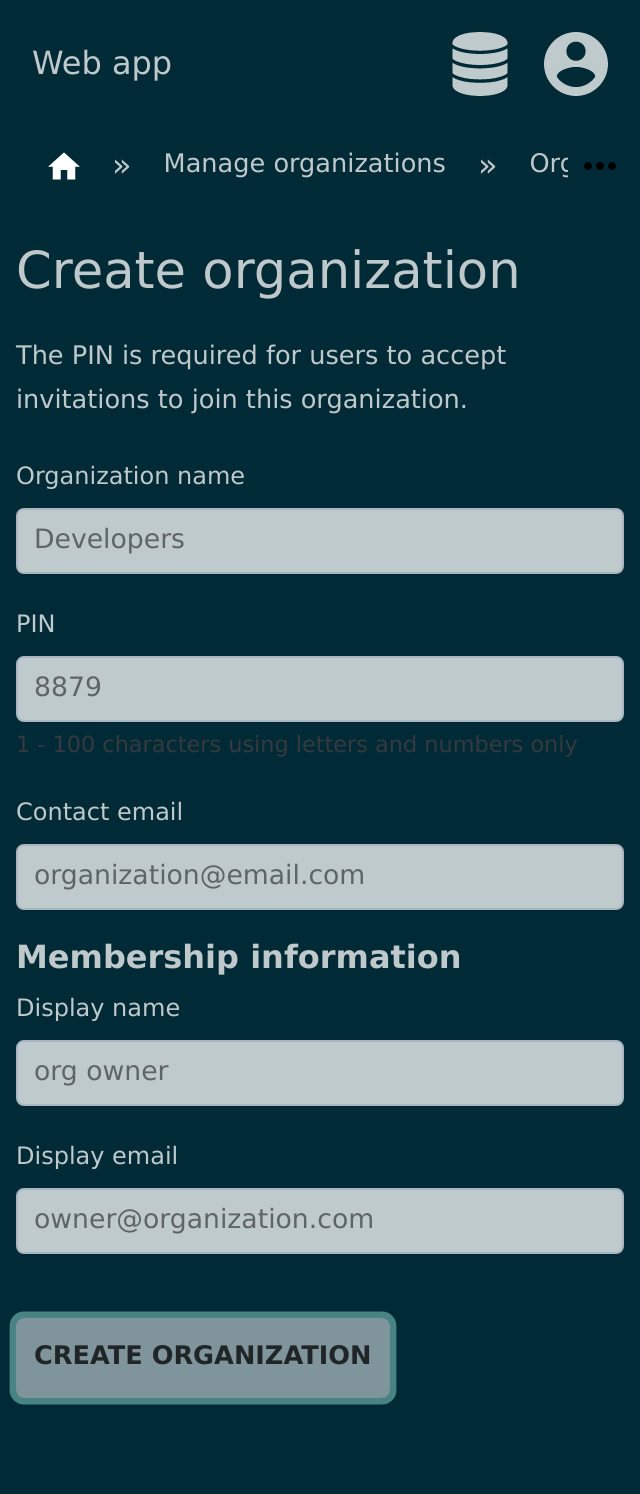 Web app
» Manage organizations » Org
Create organization
The PIN is required for users to accept
invitations to join this organization.
Organization name
Developers
PIN
8879
1 - 100 characters using letters and numbers only
Contact email
organization@email.com
Membership information
Display name
org owner
Display email
owner@organization.com
CREATE ORGANIZATION